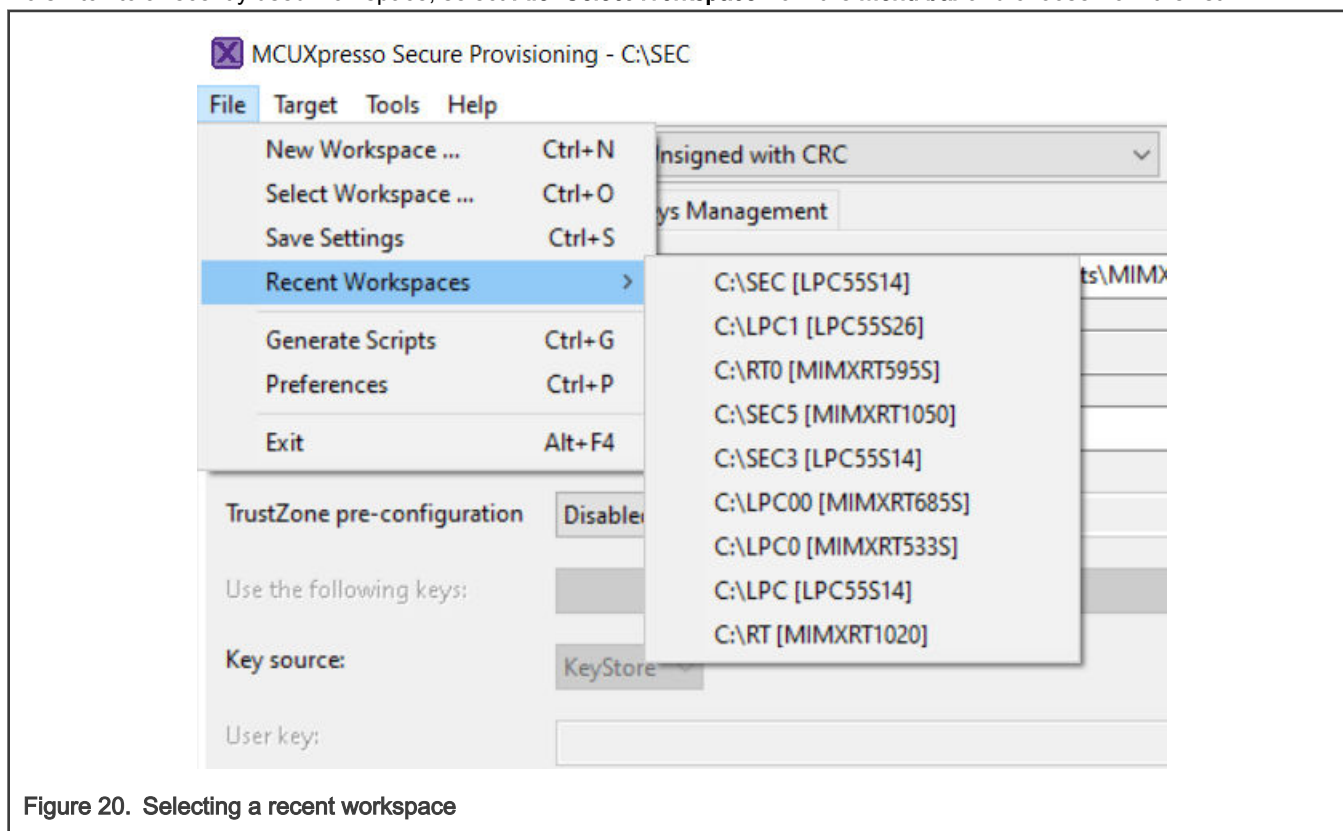 MCUXpresso Secure Provisioning - C:\SEC
File Target Tools Help
New Workspace ... Ctrl+N
nsigned with CRC
Select Workspace ... Ctrl+O
ys Management
Save Settings Ctrl+S
Recent Workspaces >
C:\SEC [LPC55S14]
ts\MIMX
C:\LPC1 [LPC55S26]
Generate Scripts Ctrl+G
C:\RT0 [MIMXRT595S]
Preferences Ctrl+P
C:\SEC5 [MIMXRT1050]
Exit Alt+F4
C:\SEC3 [LPC55S14]
C:\LPC00 [MIMXRT685S]
TrustZone pre-configuration Disable
C:\LPC0 [MIMXRT533S]
Use the following keys:
C:\LPC [LPC55S14]
C:\RT [MIMXRT1020]
Key source: KeyStore
User key:
Figure 20. Selecting a recent workspace